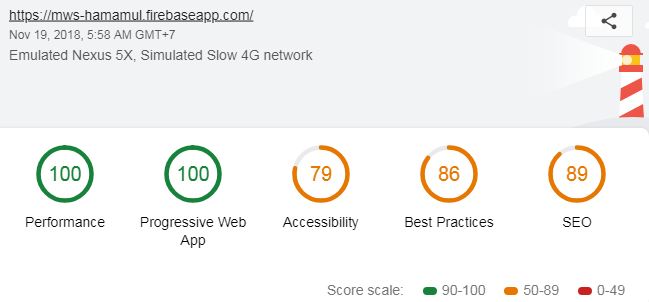 https://mws-hamamul.firebaseapp.com/
Nov 19, 2018, 5:58 AM GMT+7
Emulated Nexus 5X, Simulated Slow 4G network
100 100 79 86 89
Performance Progressive Web App Accessibility Best Practices SEO
Score scale: 90-100 50-89 0-49